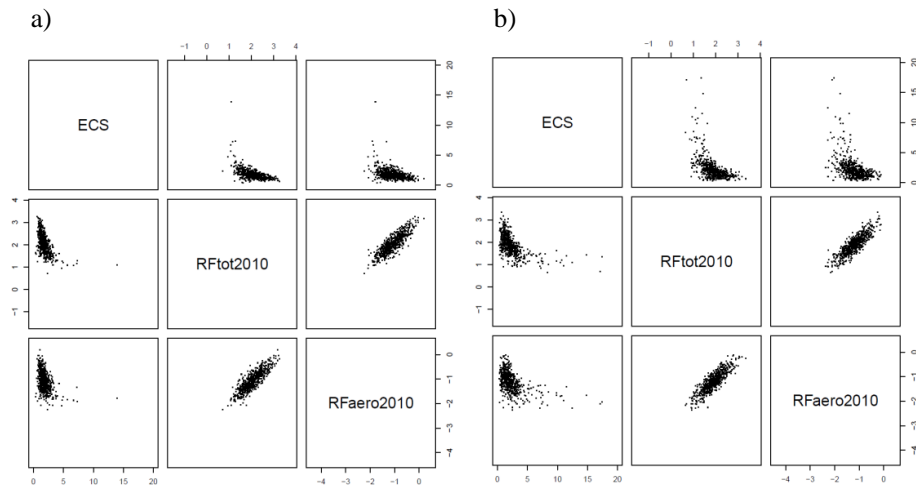 a) b)
−1 0 1 2 3 4 −1 0 1 2 3 4
ECS 0 5 10 15 20 ECS 0 5 10 15 20
−1 0 1 2 3 4 RFtot2010 −1 0 1 2 3 4 RFtot2010
RFaero2010 −4 −3 −2 −1 0 RFaero2010 −4 −3 −2 −1 0
0 5 10 15 20 −4 −3 −2 −1 0 0 5 10 15 20 −4 −3 −2 −1 0